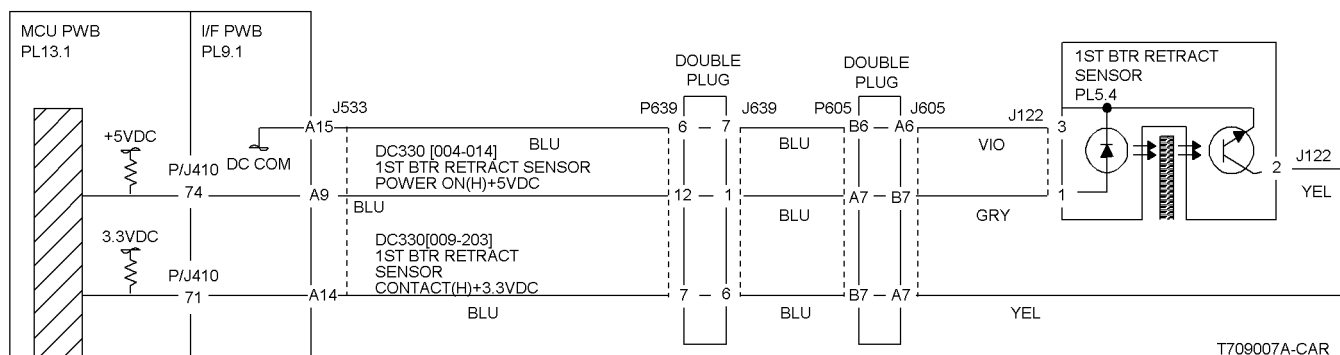 MCU PWB
PL13.1
I/F PWB
PL9.1
DOUBLE
PLUG
DOUBLE
PLUG
1ST BTR RETRACT
SENSOR
PL5.4
J533
P639
J639
P605
J605
J122
+5VDC
A15
6
7
B6
A6
3
BLU
BLU
VIO
DC COM
P/J410
DC330 [004-014]
1ST BTR RETRACT SENSOR
POWER ON(H)+5VDC
J122
2
YEL
74
A9
12
1
A7
B7
1
BLU
BLU
GRY
3.3VDC
DC330[009-203]
1ST BTR RETRACT
SENSOR
CONTACT(H)+3.3VDC
P/J410
71
A14
7
6
B7
A7
BLU
BLU
YEL
T709007A-CAR